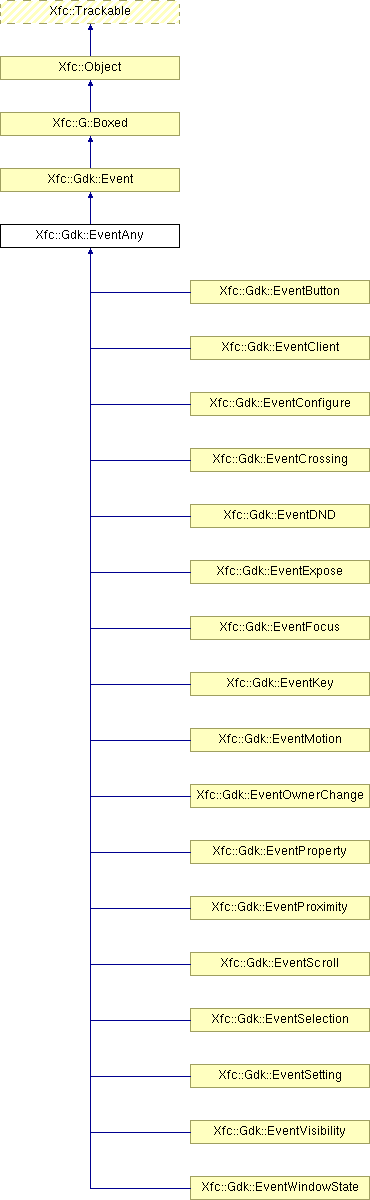 Xfc::Trackable
Xfc::Object
Xfc::G::Boxed
Xfc::Gdk::Event
Xfc::Gdk::EventAny
Xfc::Gdk::EventButton
Xfc::Gdk::EventClient
Xfc::Gdk::EventConfigure
Xfc::Gdk::EventCrossing
Xfc::Gdk::EventDND
Xfc::Gdk::EventExpose
Xfc::Gdk::EventFocus
Xfc::Gdk::EventKey
Xfc::Gdk::EventMotion
Xfc::Gdk::EventOwnerChange
Xfc::Gdk::EventProperty
Xfc::Gdk::EventProximity
Xfc::Gdk::EventScroll
Xfc::Gdk::EventSelection
Xfc::Gdk::EventSetting
Xfc::Gdk::EventVisibility
Xfc::Gdk::EventWindowState